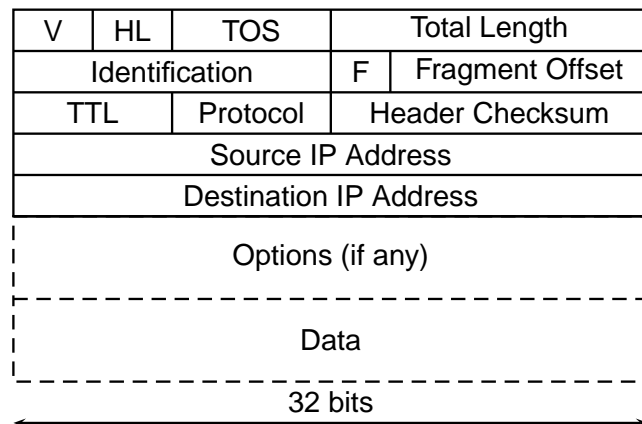 V HL TOS Total Length
Identification F Fragment Offset
TTL Protocol Header Checksum
Source IP Address
Destination IP Address
Options (if any)
Data
32 bits